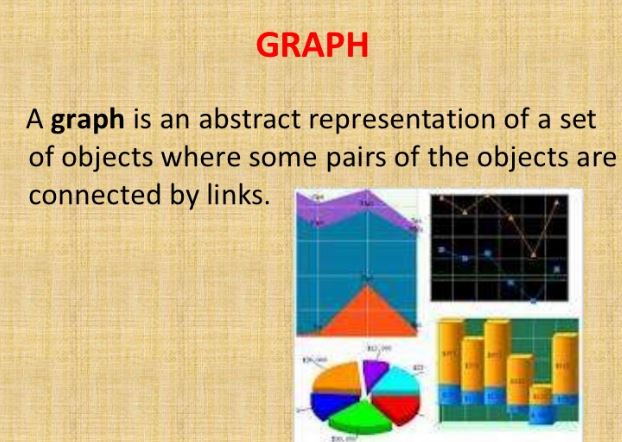 GRAPH
A graph is an abstract representation of a set
of objects where some pairs of the objects are
connected by links.